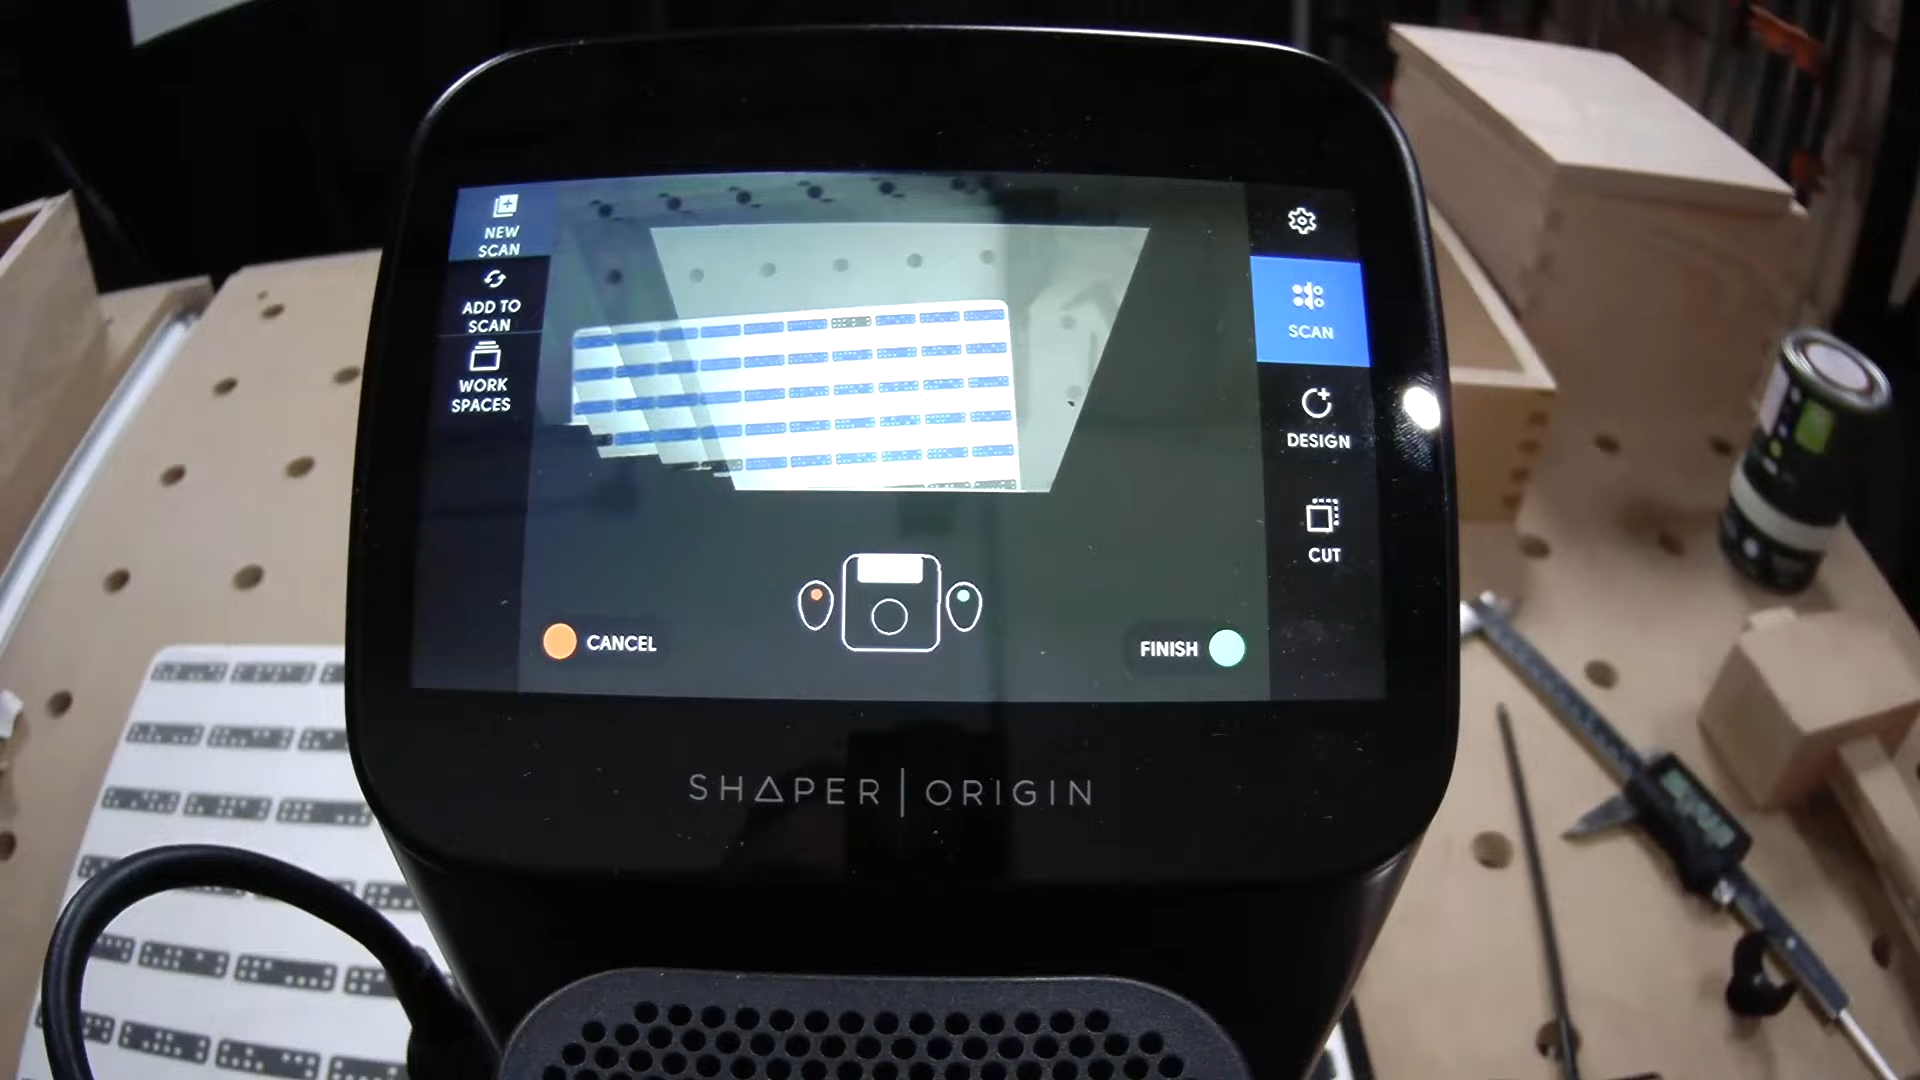 NEW
SCAN
ADD TO
SCAN
WORK
SPACES
SCAN
DESIGN
CUT
CANCEL
FINISH
SHAPER | ORIGIN